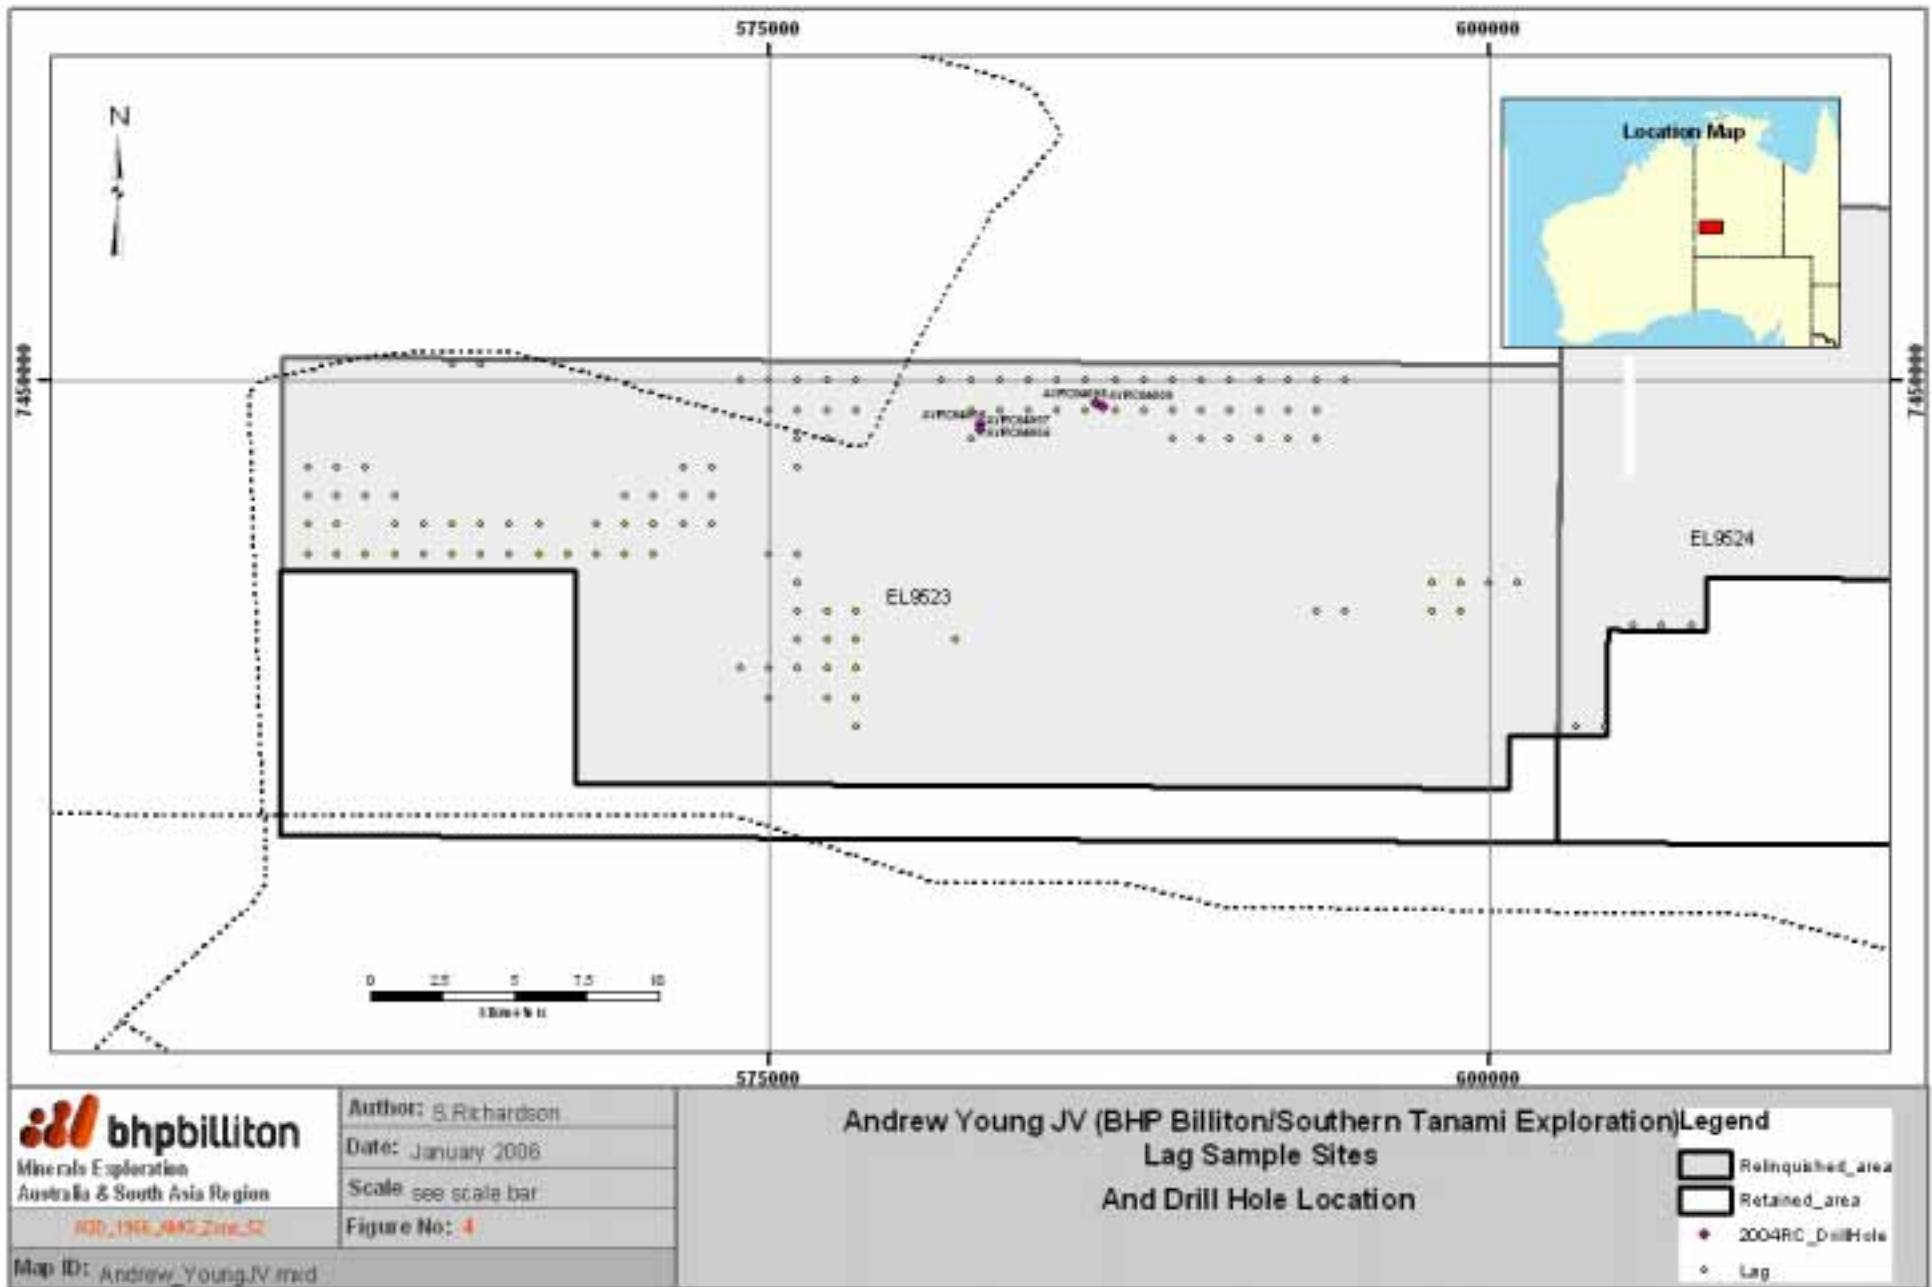 575000
600000
N
Location Map
7450000
7450000
EL9524
EL9523
0 2.5 5 7.5 10
575000
600000
bhpbilliton
Minerals Exploration
Australia & South Asia Region
Map ID: Andrew_YoungJV.mxd
Author: S.Richardson
Date: January 2006
Scale see scale bar
Figure No: 4
Andrew Young JV (BHP Billiton/Southern Tanami Exploration)
Lag Sample Sites
And Drill Hole Location
Legend
Relinquished_area
Retained_area
2004RC_DrillHole
Lag